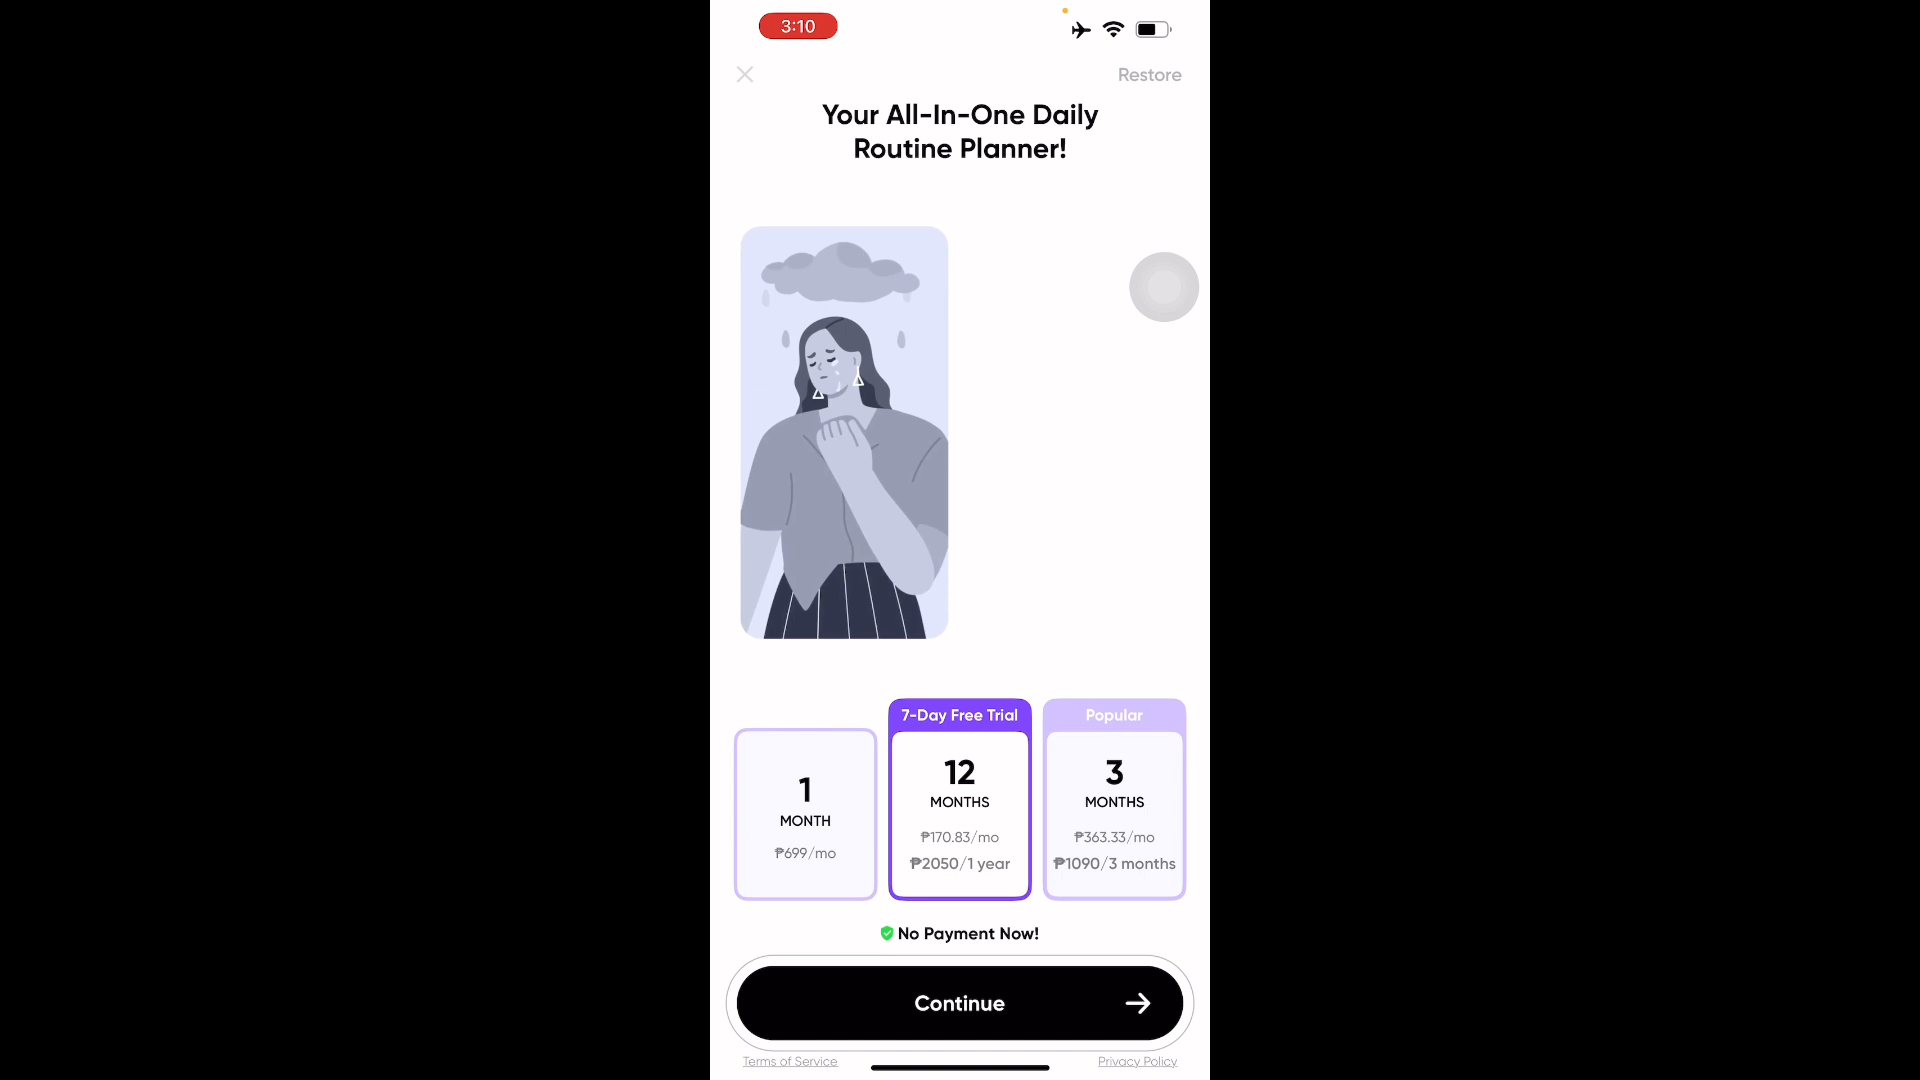 3:10
Restore
Your All-In-One Daily
Routine Planner!
7-Day Free Trial
Popular
1
MONTH
₱699/mo
12
MONTHS
₱170.83/mo
₱2050/1 year
3
MONTHS
₱363.33/mo
₱1090/3 months
No Payment Now!
Continue
Terms of Service
Privacy Policy